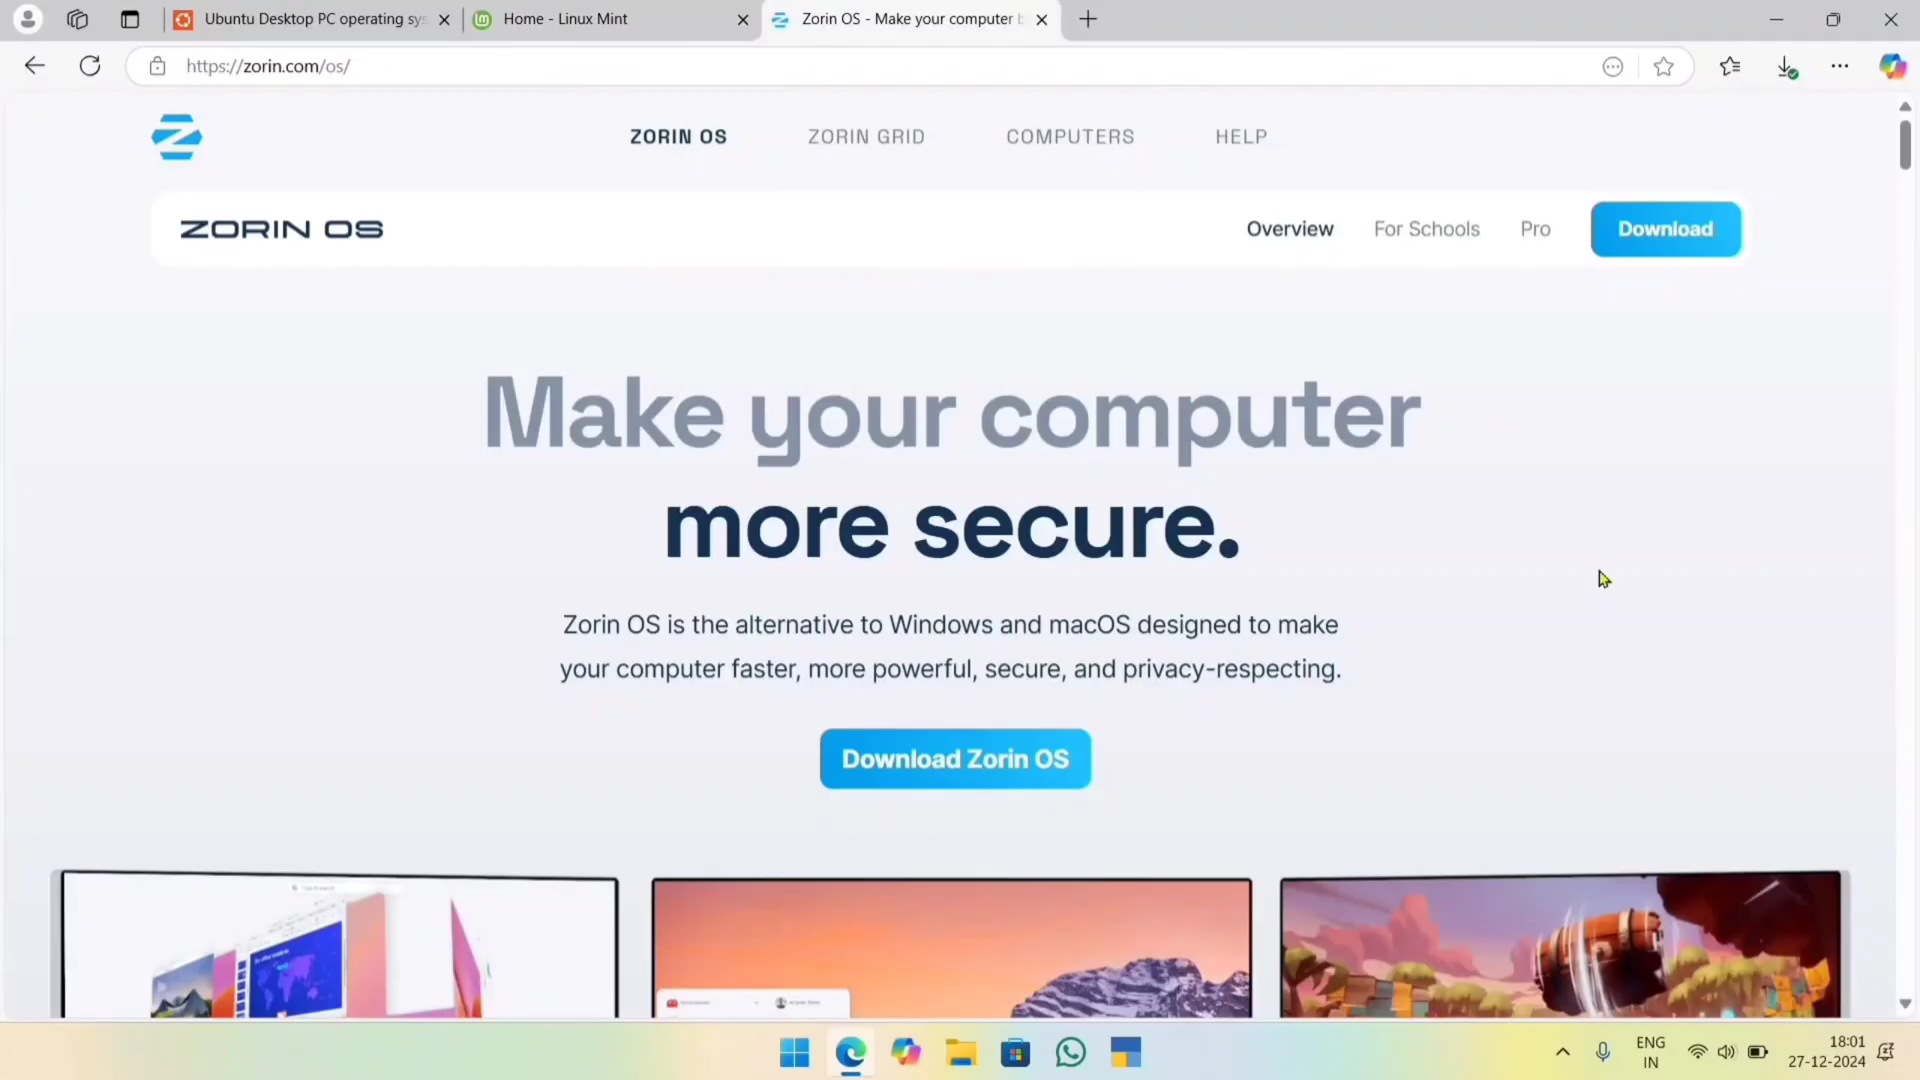 Ubuntu Desktop PC operating sys
Home - Linux Mint
Zorin OS - Make your computer b
https://zorin.com/os/
ZORIN OS
ZORIN GRID
COMPUTERS
HELP
ZORIN OS
Overview
For Schools
Pro
Download
Make your computer
more secure.
Zorin OS is the alternative to Windows and macOS designed to make
your computer faster, more powerful, secure, and privacy-respecting.
Download Zorin OS
ENG
IN
18:01
27-12-2024